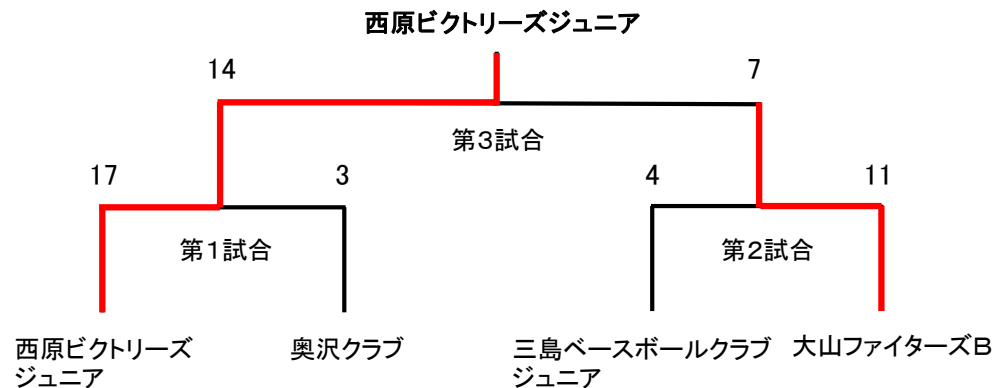 西原ビクトリーズジュニア
14
7
第3試合
17
3
4
11
第1試合
第2試合
西原ビクトリーズ
ジュニア
奥沢クラブ
三島ベースボールクラブ
ジュニア
大山ファイターズB